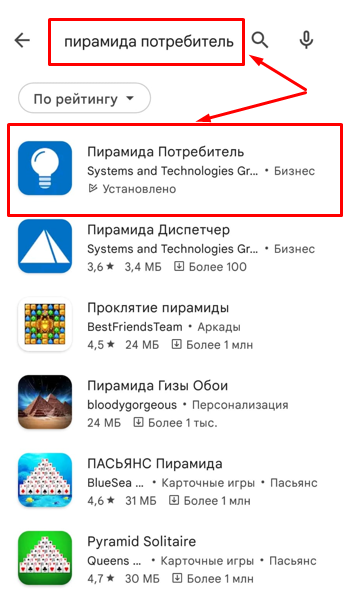 пирамида потребитель
По рейтингу
Пирамида Потребитель
Systems and Technologies Gr... • Бизнес
Установлено
Пирамида Диспетчер
Systems and Technologies Gr... • Бизнес
3,6 ★ 3,4 МБ Более 100
Проклятие пирамиды
BestFriendsTeam • Аркады
4,5 ★ 24 МБ Более 1 млн
Пирамида Гизы Обои
bloodygorgeous • Персонализация
24 МБ Более 1 тыс.
ПАСЬЯНС Пирамида
BlueSea ... • Карточные игры • Пасьянс
4,6 ★ 31 МБ Более 1 млн
Pyramid Solitaire
Queens ... • Карточные игры • Пасьянс
4,7 ★ 30 МБ Более 1 млн